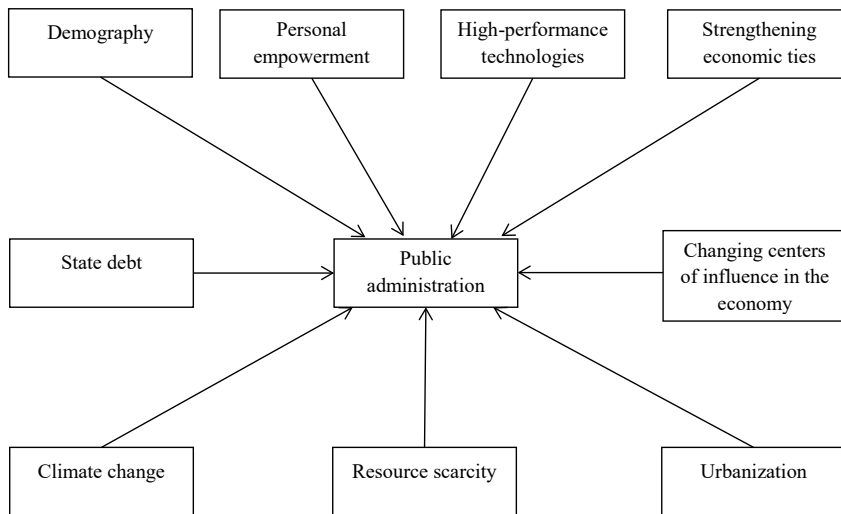 Demography
Personal
empowerment
High-performance
technologies
Strengthening
economic ties
State debt
Public
administration
Changing centers
of influence in the
economy
Climate change
Resource scarcity
Urbanization